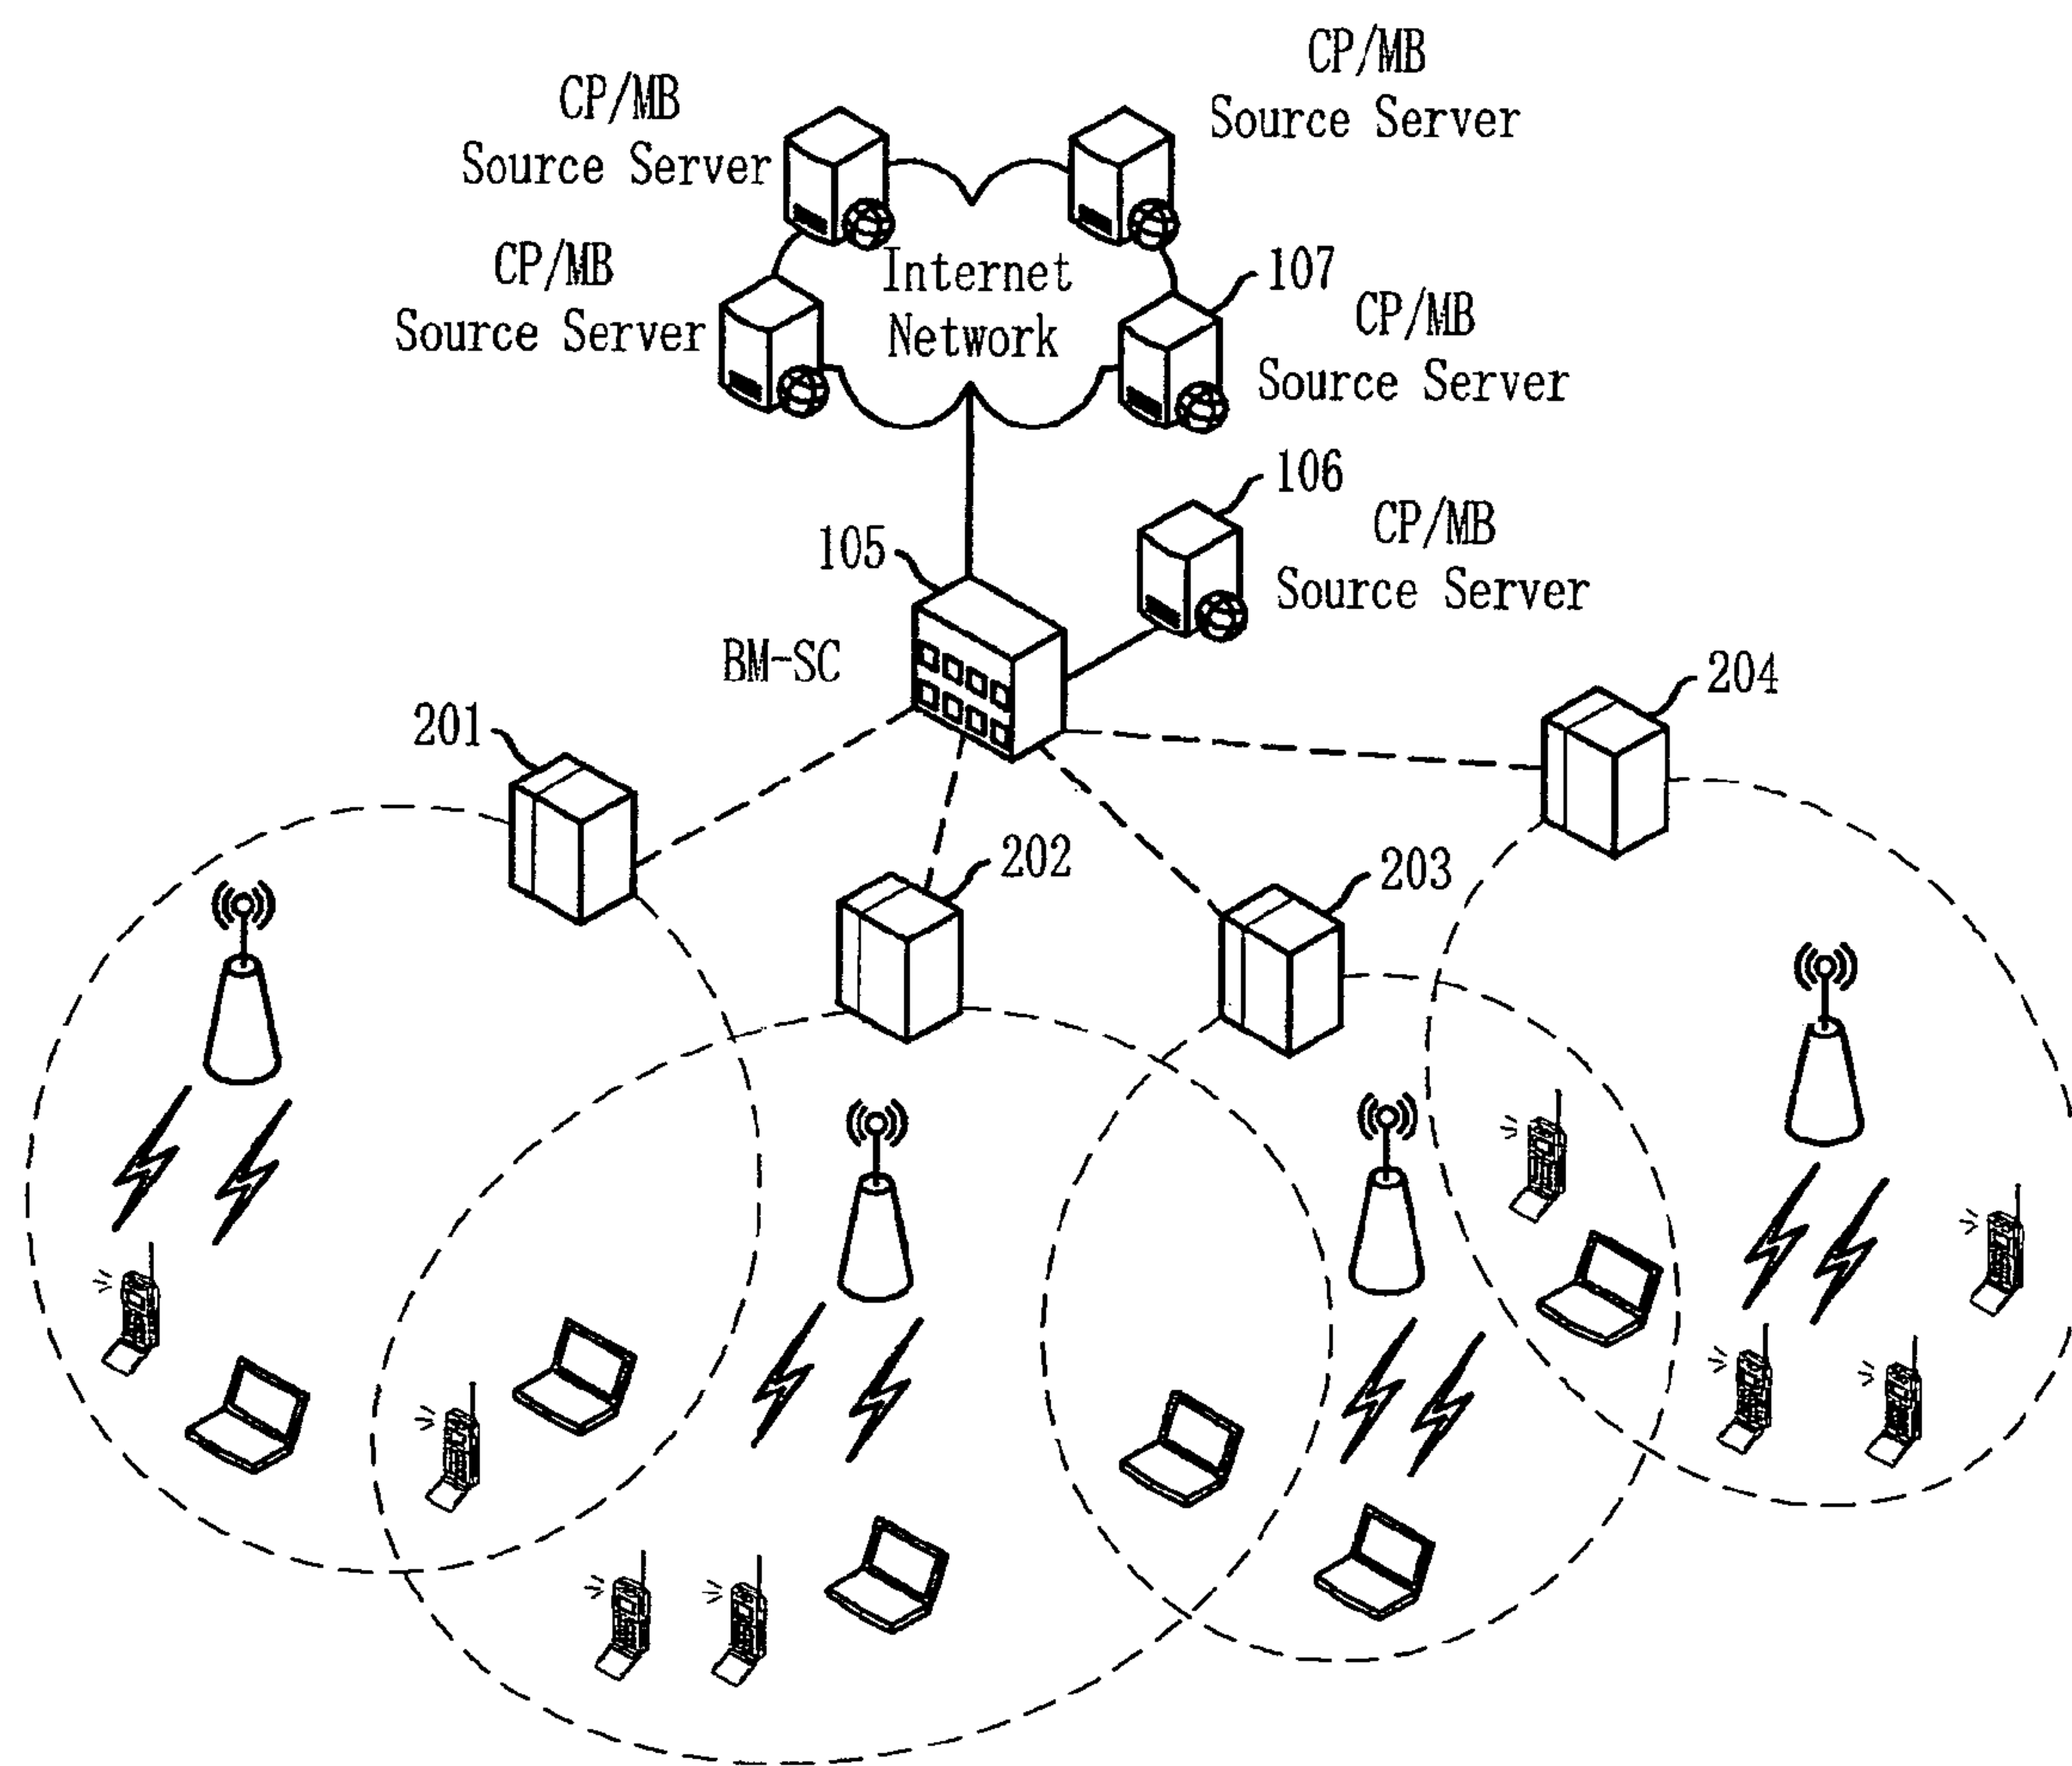 CP/MB
Source Server
CP/MB
Source Server
CP/MB
Source Server
Internet
Network
107
CP/MB
Source Server
106
CP/MB
Source Server
105
BM-SC
201
202
203
204